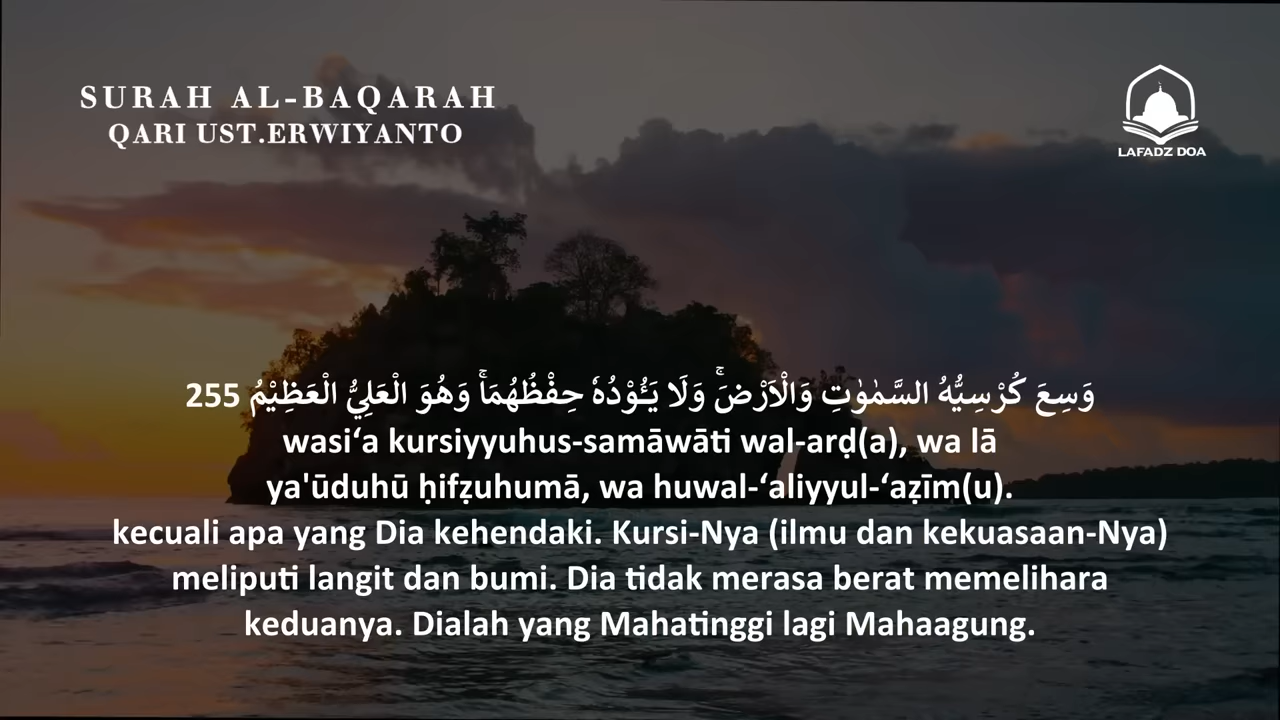 SURAH AL-BAQARAH
QARI UST.ERWIYANTO
LAFADZ DOA
وَسِعَ كُرْسِيُّهُ السَّمٰوٰتِ وَالْاَرْضَۚ وَلَا يَـُٔوْدُهٗ حِفْظُهُمَاۚ وَهُوَ الْعَلِيُّ الْعَظِيْمُ 255
wasi‘a kursiyyuhus-samāwāti wal-arḍ(a), wa lā
ya'ūduhū ḥifẓuhumā, wa huwal-‘aliyyul-‘aẓīm(u).
kecuali apa yang Dia kehendaki. Kursi-Nya (ilmu dan kekuasaan-Nya)
meliputi langit dan bumi. Dia tidak merasa berat memelihara
keduanya. Dialah yang Mahatinggi lagi Mahaagung.